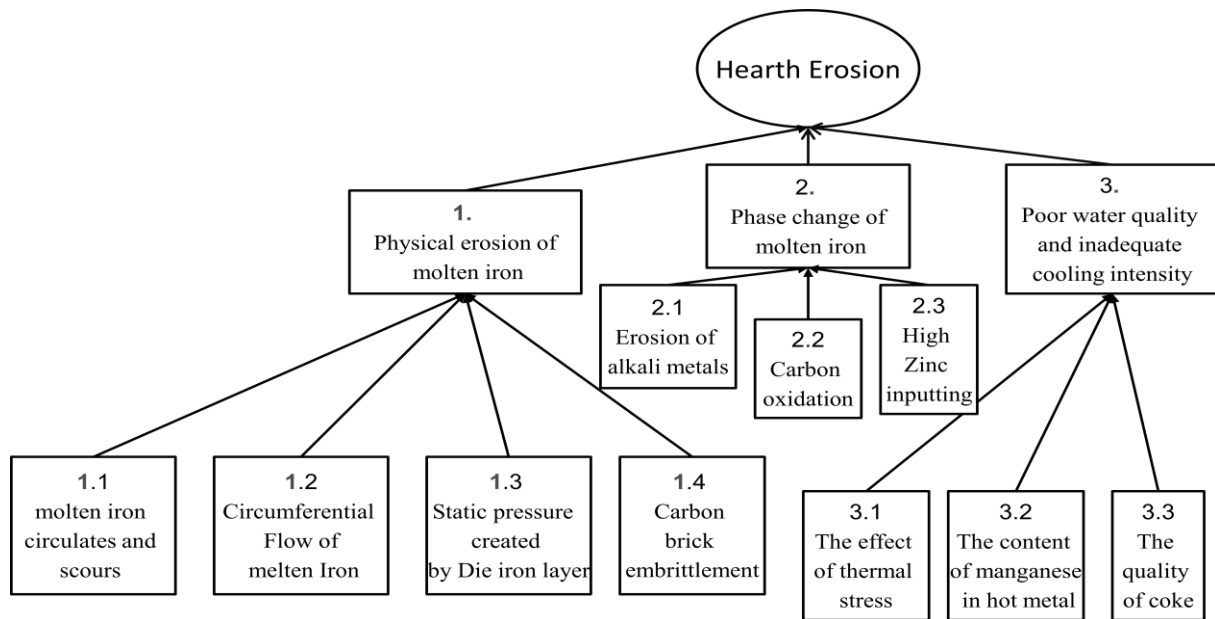 Hearth Erosion
1.
Physical erosion of
molten iron
2.
Phase change of
molten iron
3.
Poor water quality
and inadequate
cooling intensity
2.1
Erosion of
alkali metals
2.2
Carbon
oxidation
2.3
High
Zinc
inputting
1.1
molten iron
circulates and
scours
1.2
Circumferential
Flow of
melten Iron
1.3
Static pressure
created
by Die iron layer
1.4
Carbon
brick
embrittlement
3.1
The effect
of thermal
stress
3.2
The content
of manganese
in hot metal
3.3
The
quality
of coke